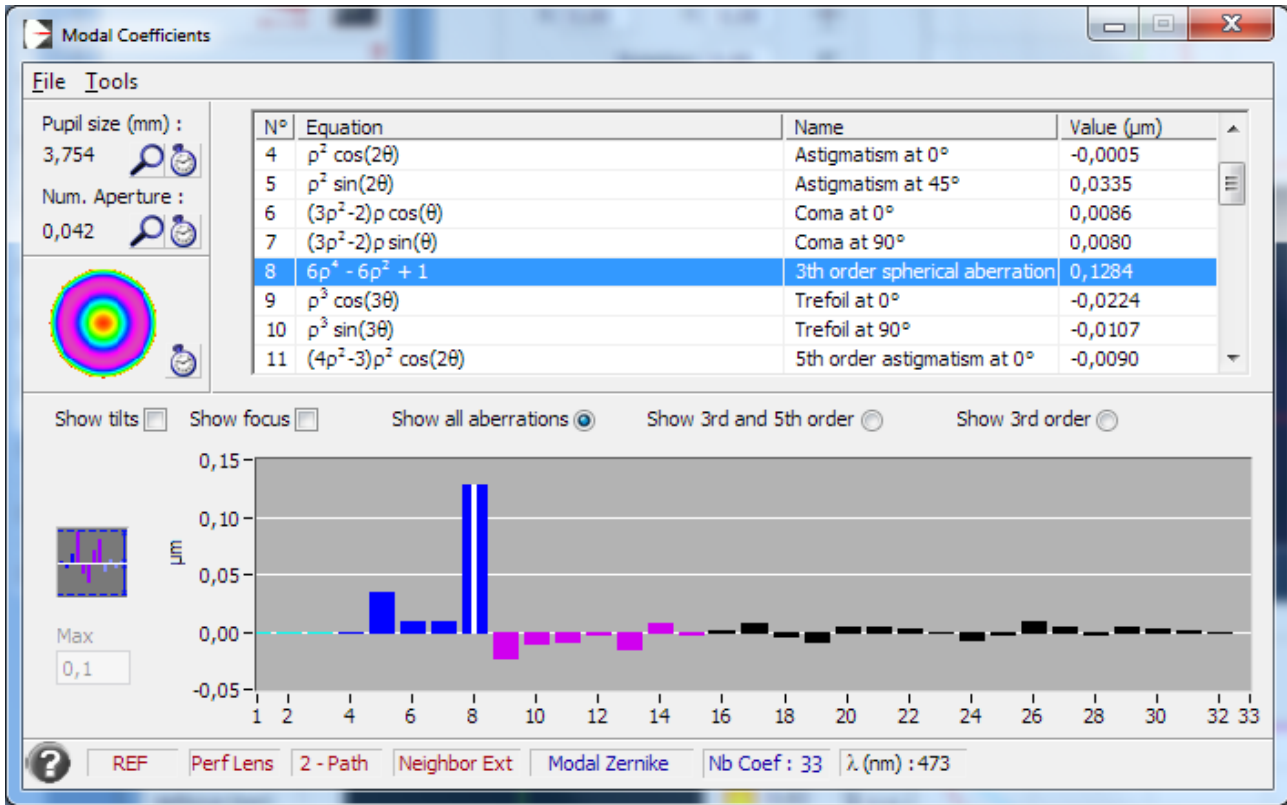 Modal Coefficients
File Tools
Pupil size (mm) :
3,754
Num. Aperture :
0,042
N° Equation Name Value (µm)
4 ρ² cos(2θ) Astigmatism at 0° -0,0005
5 ρ² sin(2θ) Astigmatism at 45° 0,0335
6 (3ρ²-2)ρ cos(θ) Coma at 0° 0,0086
7 (3ρ²-2)ρ sin(θ) Coma at 90° 0,0080
8 6ρ⁴ - 6ρ² + 1 3th order spherical aberration 0,1284
9 ρ³ cos(3θ) Trefoil at 0° -0,0224
10 ρ³ sin(3θ) Trefoil at 90° -0,0107
11 (4ρ²-3)ρ² cos(2θ) 5th order astigmatism at 0° -0,0090
Show tilts Show focus Show all aberrations Show 3rd and 5th order Show 3rd order
0,15
0,10
µm
0,05
0,00
-0,05
Max
0,1
1 2 4 6 8 10 12 14 16 18 20 22 24 26 28 30 32 33
? REF Perf Lens 2 - Path Neighbor Ext Modal Zernike Nb Coef : 33 λ (nm) : 473